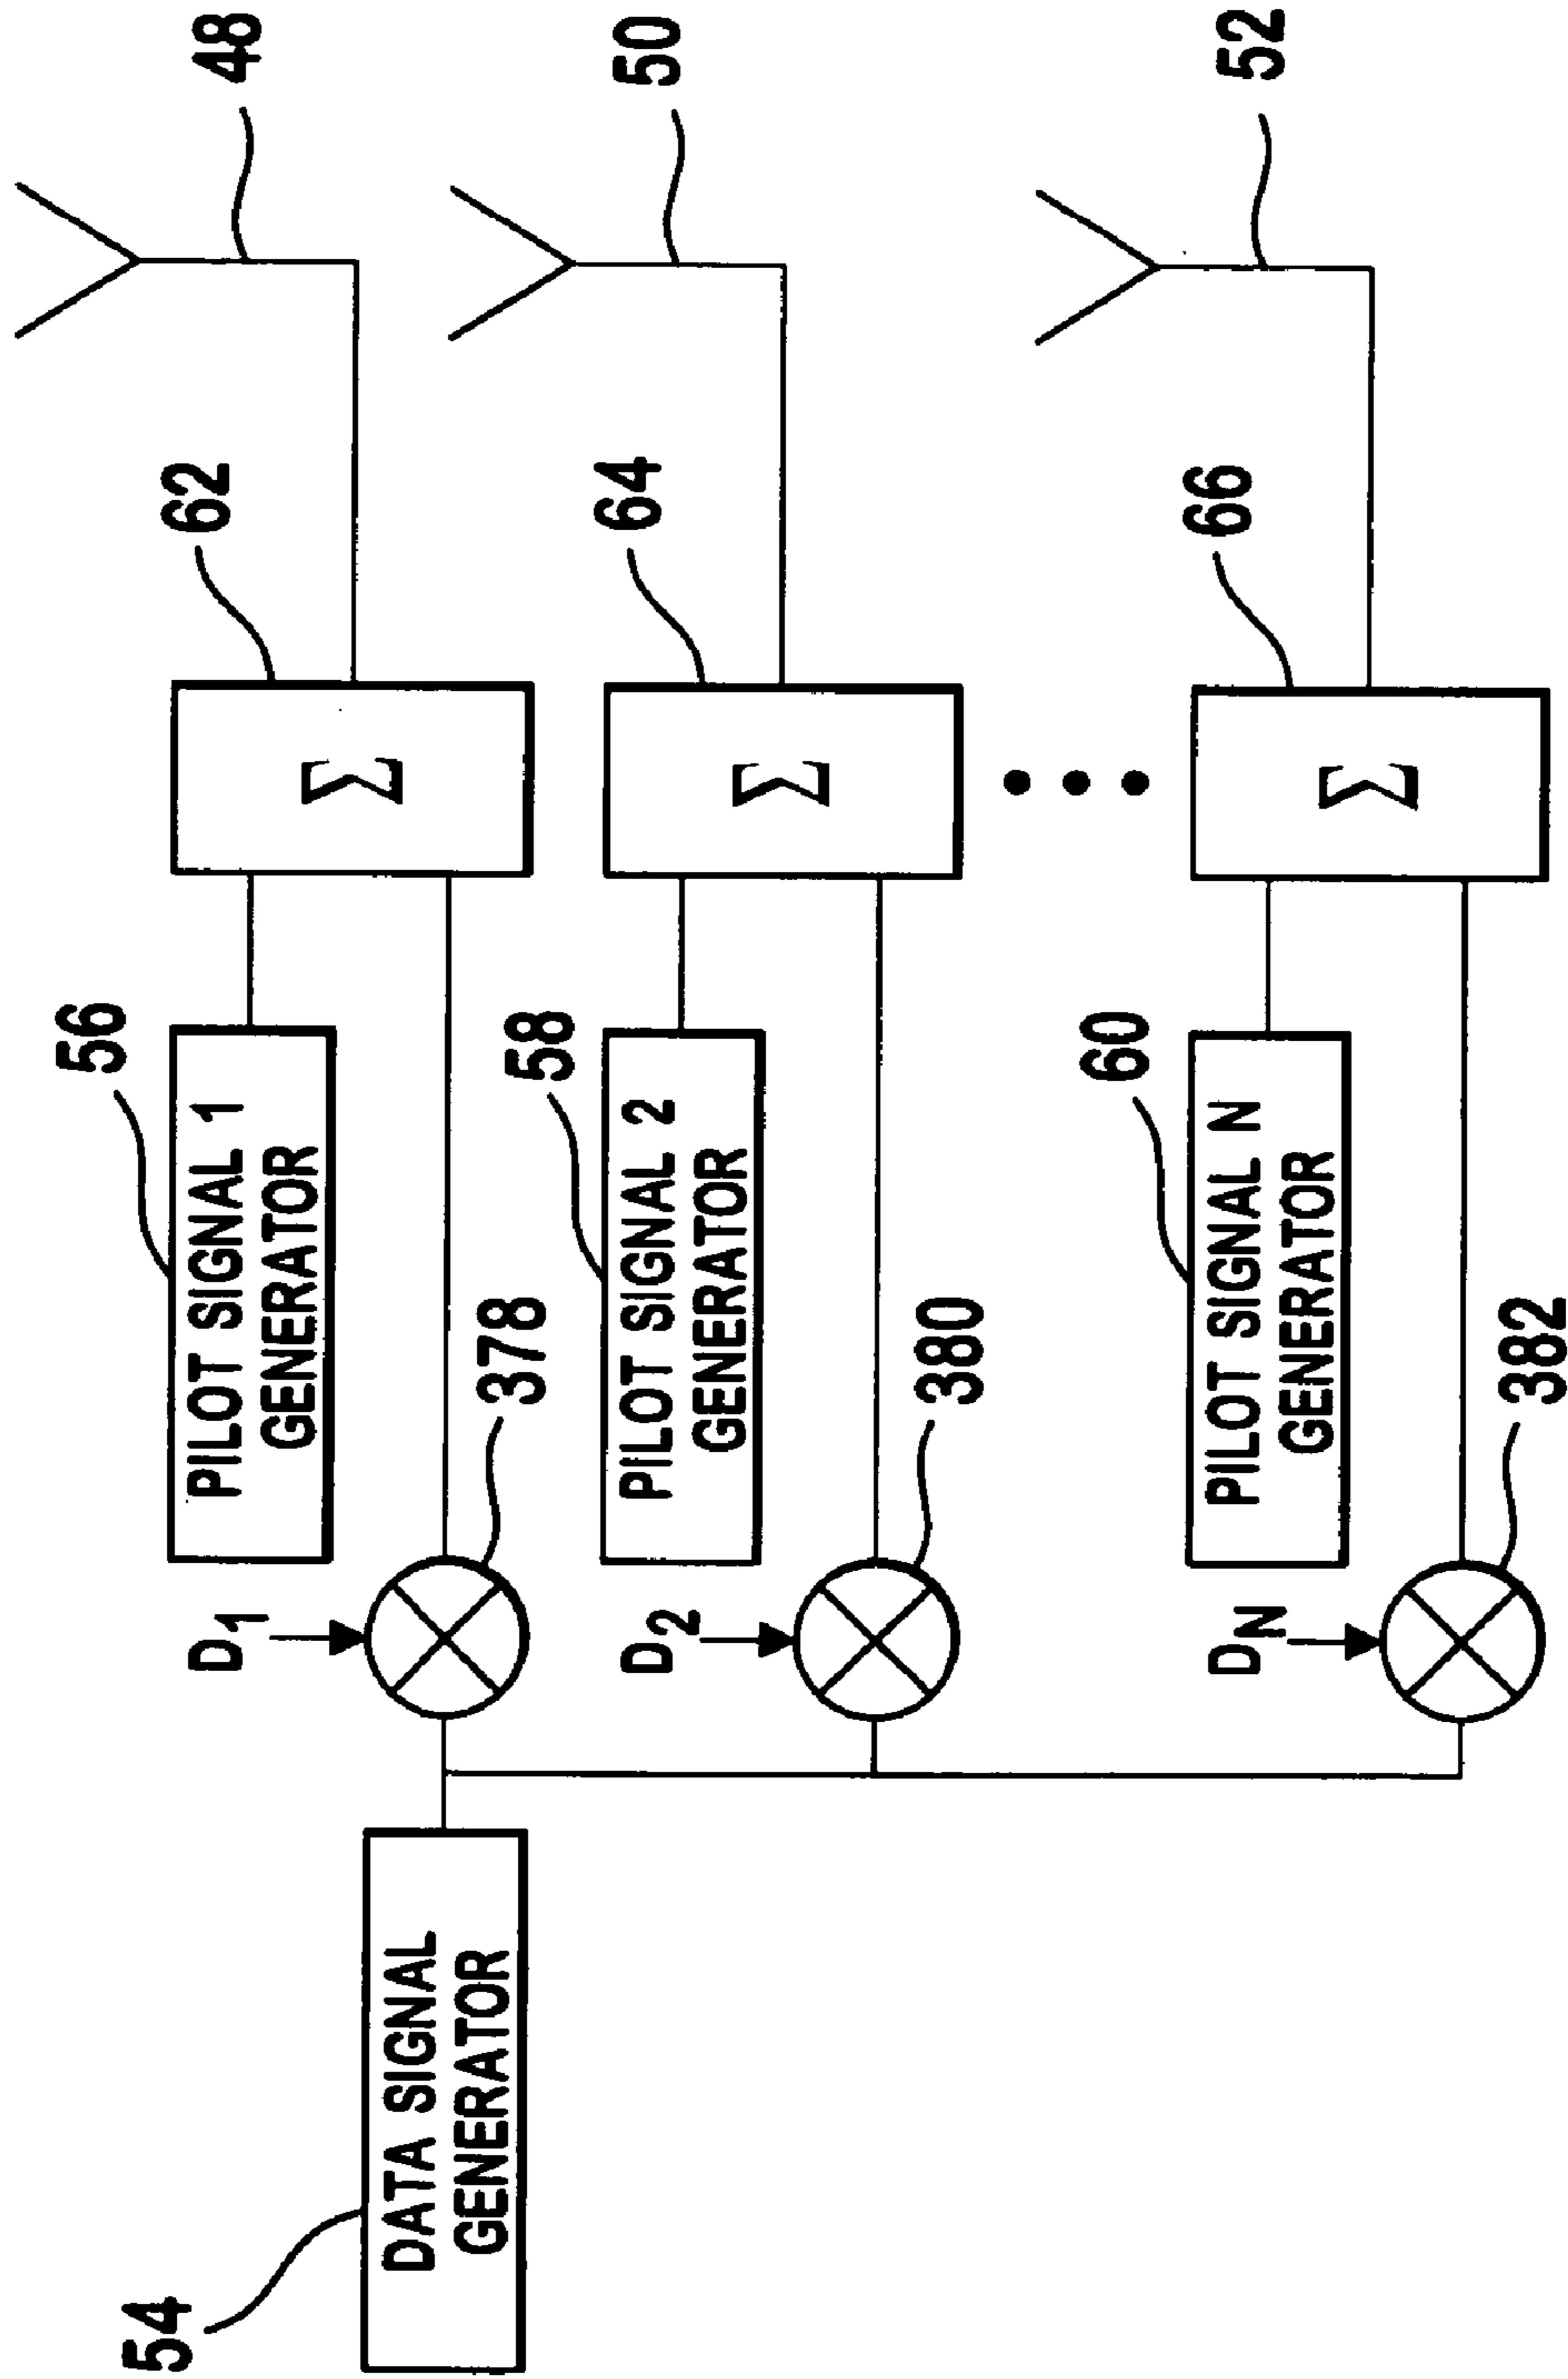 54
DATA SIGNAL
GENERATOR
D1
378
56
PILOT SIGNAL 1
GENERATOR
Σ
62
48
D2
380
58
PILOT SIGNAL 2
GENERATOR
Σ
64
50
DN
382
60
PILOT SIGNAL N
GENERATOR
Σ
66
52